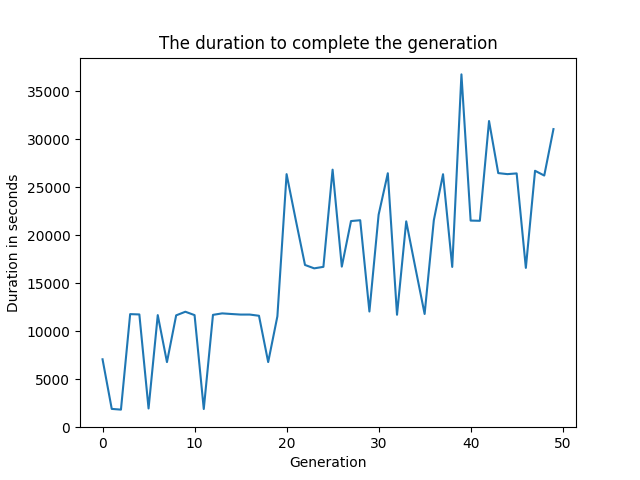 The duration to complete the generation
Duration in seconds
35000
30000
25000
20000
15000
10000
5000
0
0 10 20 30 40 50
Generation